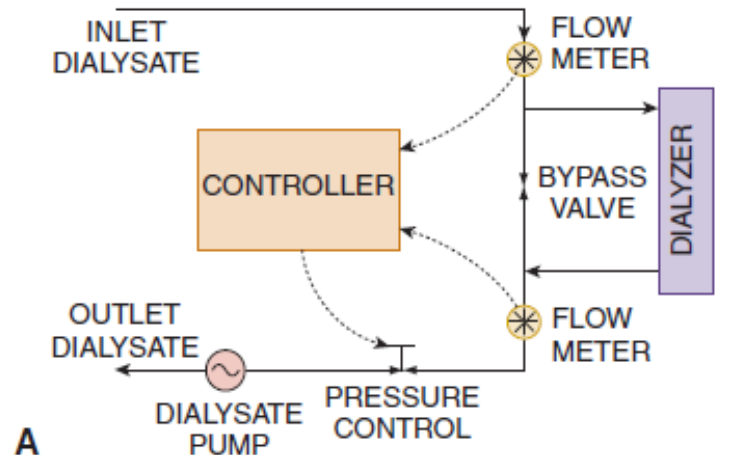 INLET
DIALYSATE
FLOW
METER
CONTROLLER
BYPASS
VALVE
DIALYZER
OUTLET
DIALYSATE
FLOW
METER
DIALYSATE
PUMP
PRESSURE
CONTROL
A